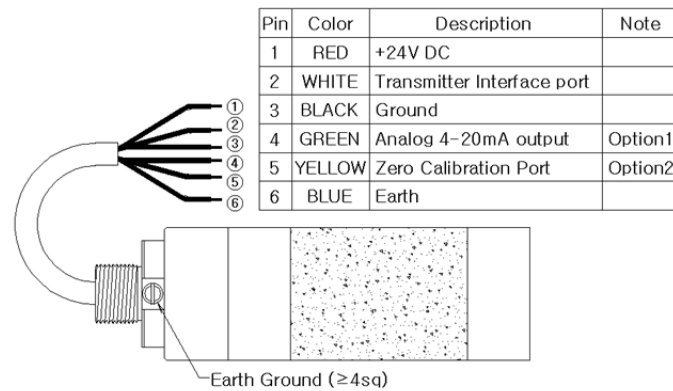 Pin Color Description Note
1 RED +24V DC
2 WHITE Transmitter Interface port
3 BLACK Ground
4 GREEN Analog 4-20mA output Option1
5 YELLOW Zero Calibration Port Option2
6 BLUE Earth
①
②
③
④
⑤
⑥
Earth Ground (≥4sq)